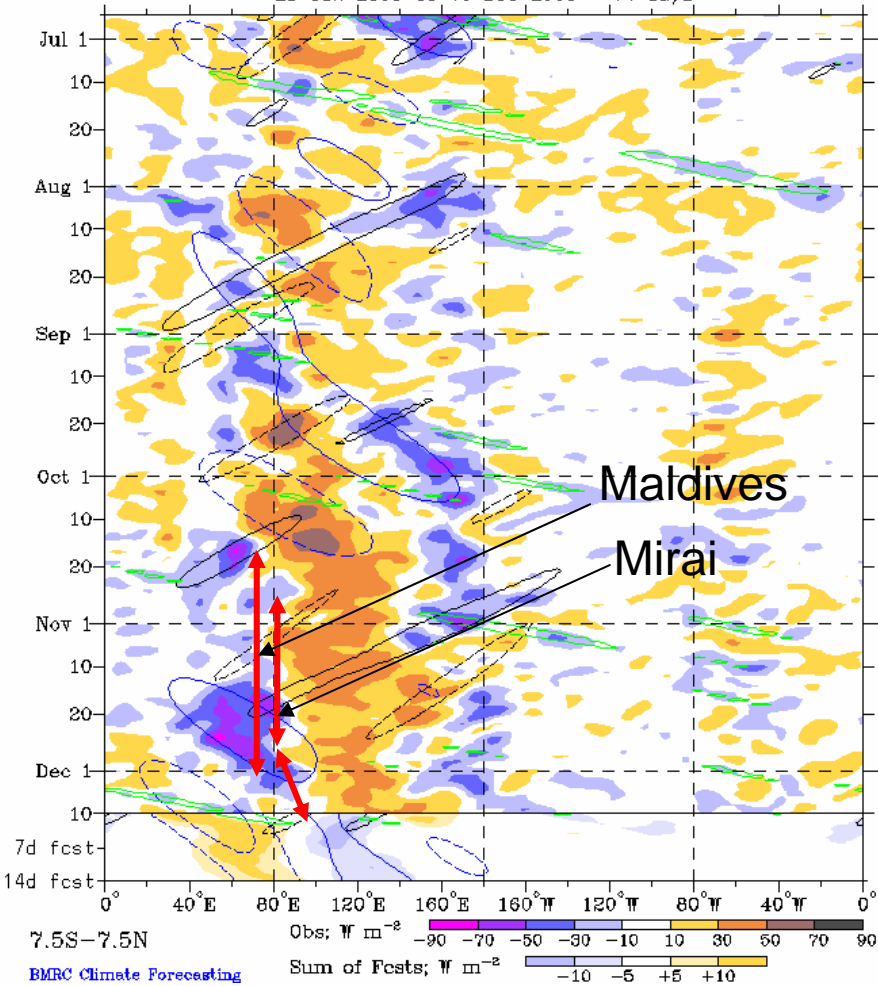 Jul 1
10
20
Aug 1
10
20
Sep 1
10
20
Oct 1
10
20
Nov 1
10
20
Dec 1
10
7d fcst
14d fcst
Maldives
Mirai
0° 40°E 80°E 120°E 160°E 160°W 120°W 80°W 40°W 0°
7.5S-7.5N
Obs; W m⁻²
-90 -70 -50 -30 -10 10 30 50 70 90
BMRC Climate Forecasting
Sum of Fcsts; W m⁻²
-10 -5 +5 +10